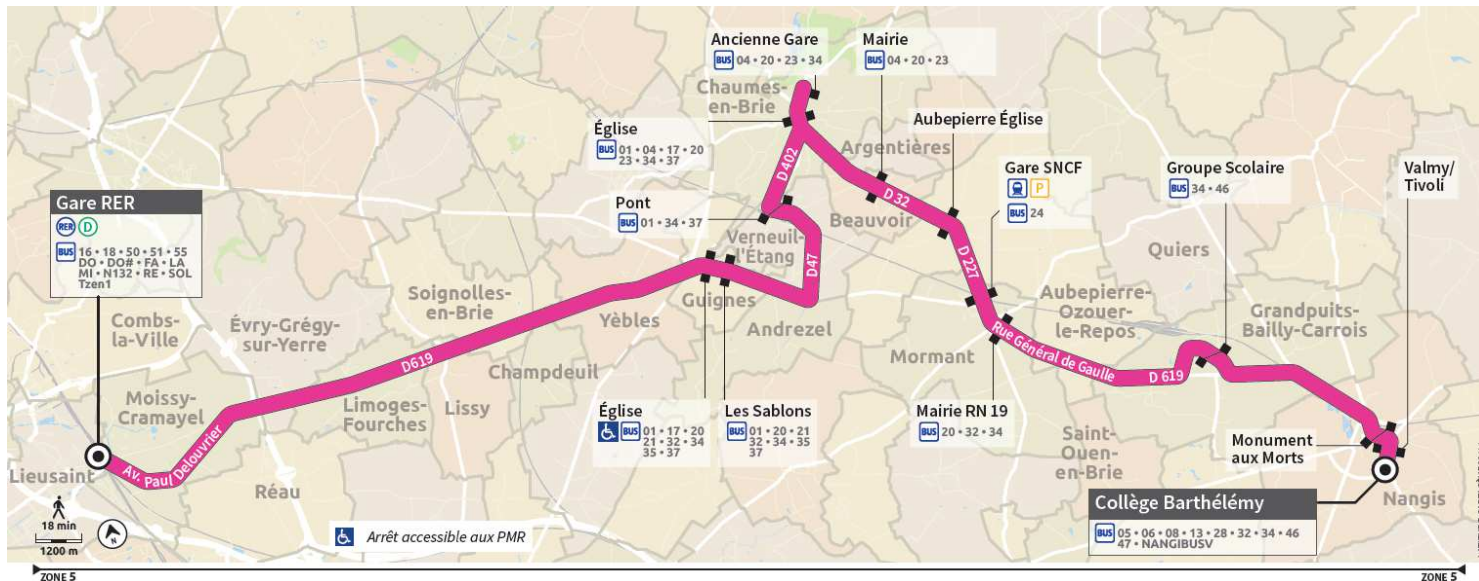 Ancienne Gare
BUS 04 • 20 • 23 • 34
Mairie
BUS 04 • 20 • 23
Chaumes-
en-Brie
Église
BUS 01 • 04 • 17 • 20
23 • 34 • 37
Aubepierre Église
Argentières
D 402
Gare SNCF
P
BUS 24
Groupe Scolaire
BUS 34 • 46
Valmy/
Tivoli
Gare RER
RER D
BUS 16 • 18 • 50 • 51 • 55
DO • DO# • FA • LA
MI • N132 • RE • SOL
Tzen1
Pont
BUS 01 • 34 • 37
D 32
Beauvoir
Verneuil-
l'Étang
D47
D 227
Quiers
Soignolles-
en-Brie
Guignes
Yèbles
Andrezel
Aubepierre-
Ozouer-
le-Repos
Grandpuits-
Bailly-Carrois
Combs-
la-Ville
Évry-Grégy-
sur-Yerre
D619
Champdeuil
Mormant
Rue Général de Gaulle
D 619
Moissy-
Cramayel
Limoges-
Fourches
Lissy
Église
BUS 01 • 17 • 20
21 • 32 • 34
35 • 37
Les Sablons
BUS 01 • 20 • 21
32 • 34 • 35
37
Mairie RN 19
BUS 20 • 32 • 34
Saint-
Ouen-
en-Brie
Monument
aux Morts
Lieusaint
Av. Paul Delouvrier
Réau
Nangis
Collège Barthélémy
BUS 05 • 06 • 08 • 13 • 28 • 32 • 34 • 46
47 • NANGIBUSV
18 min
1200 m
N
Arrêt accessible aux PMR
ZONE 5
ZONE 5